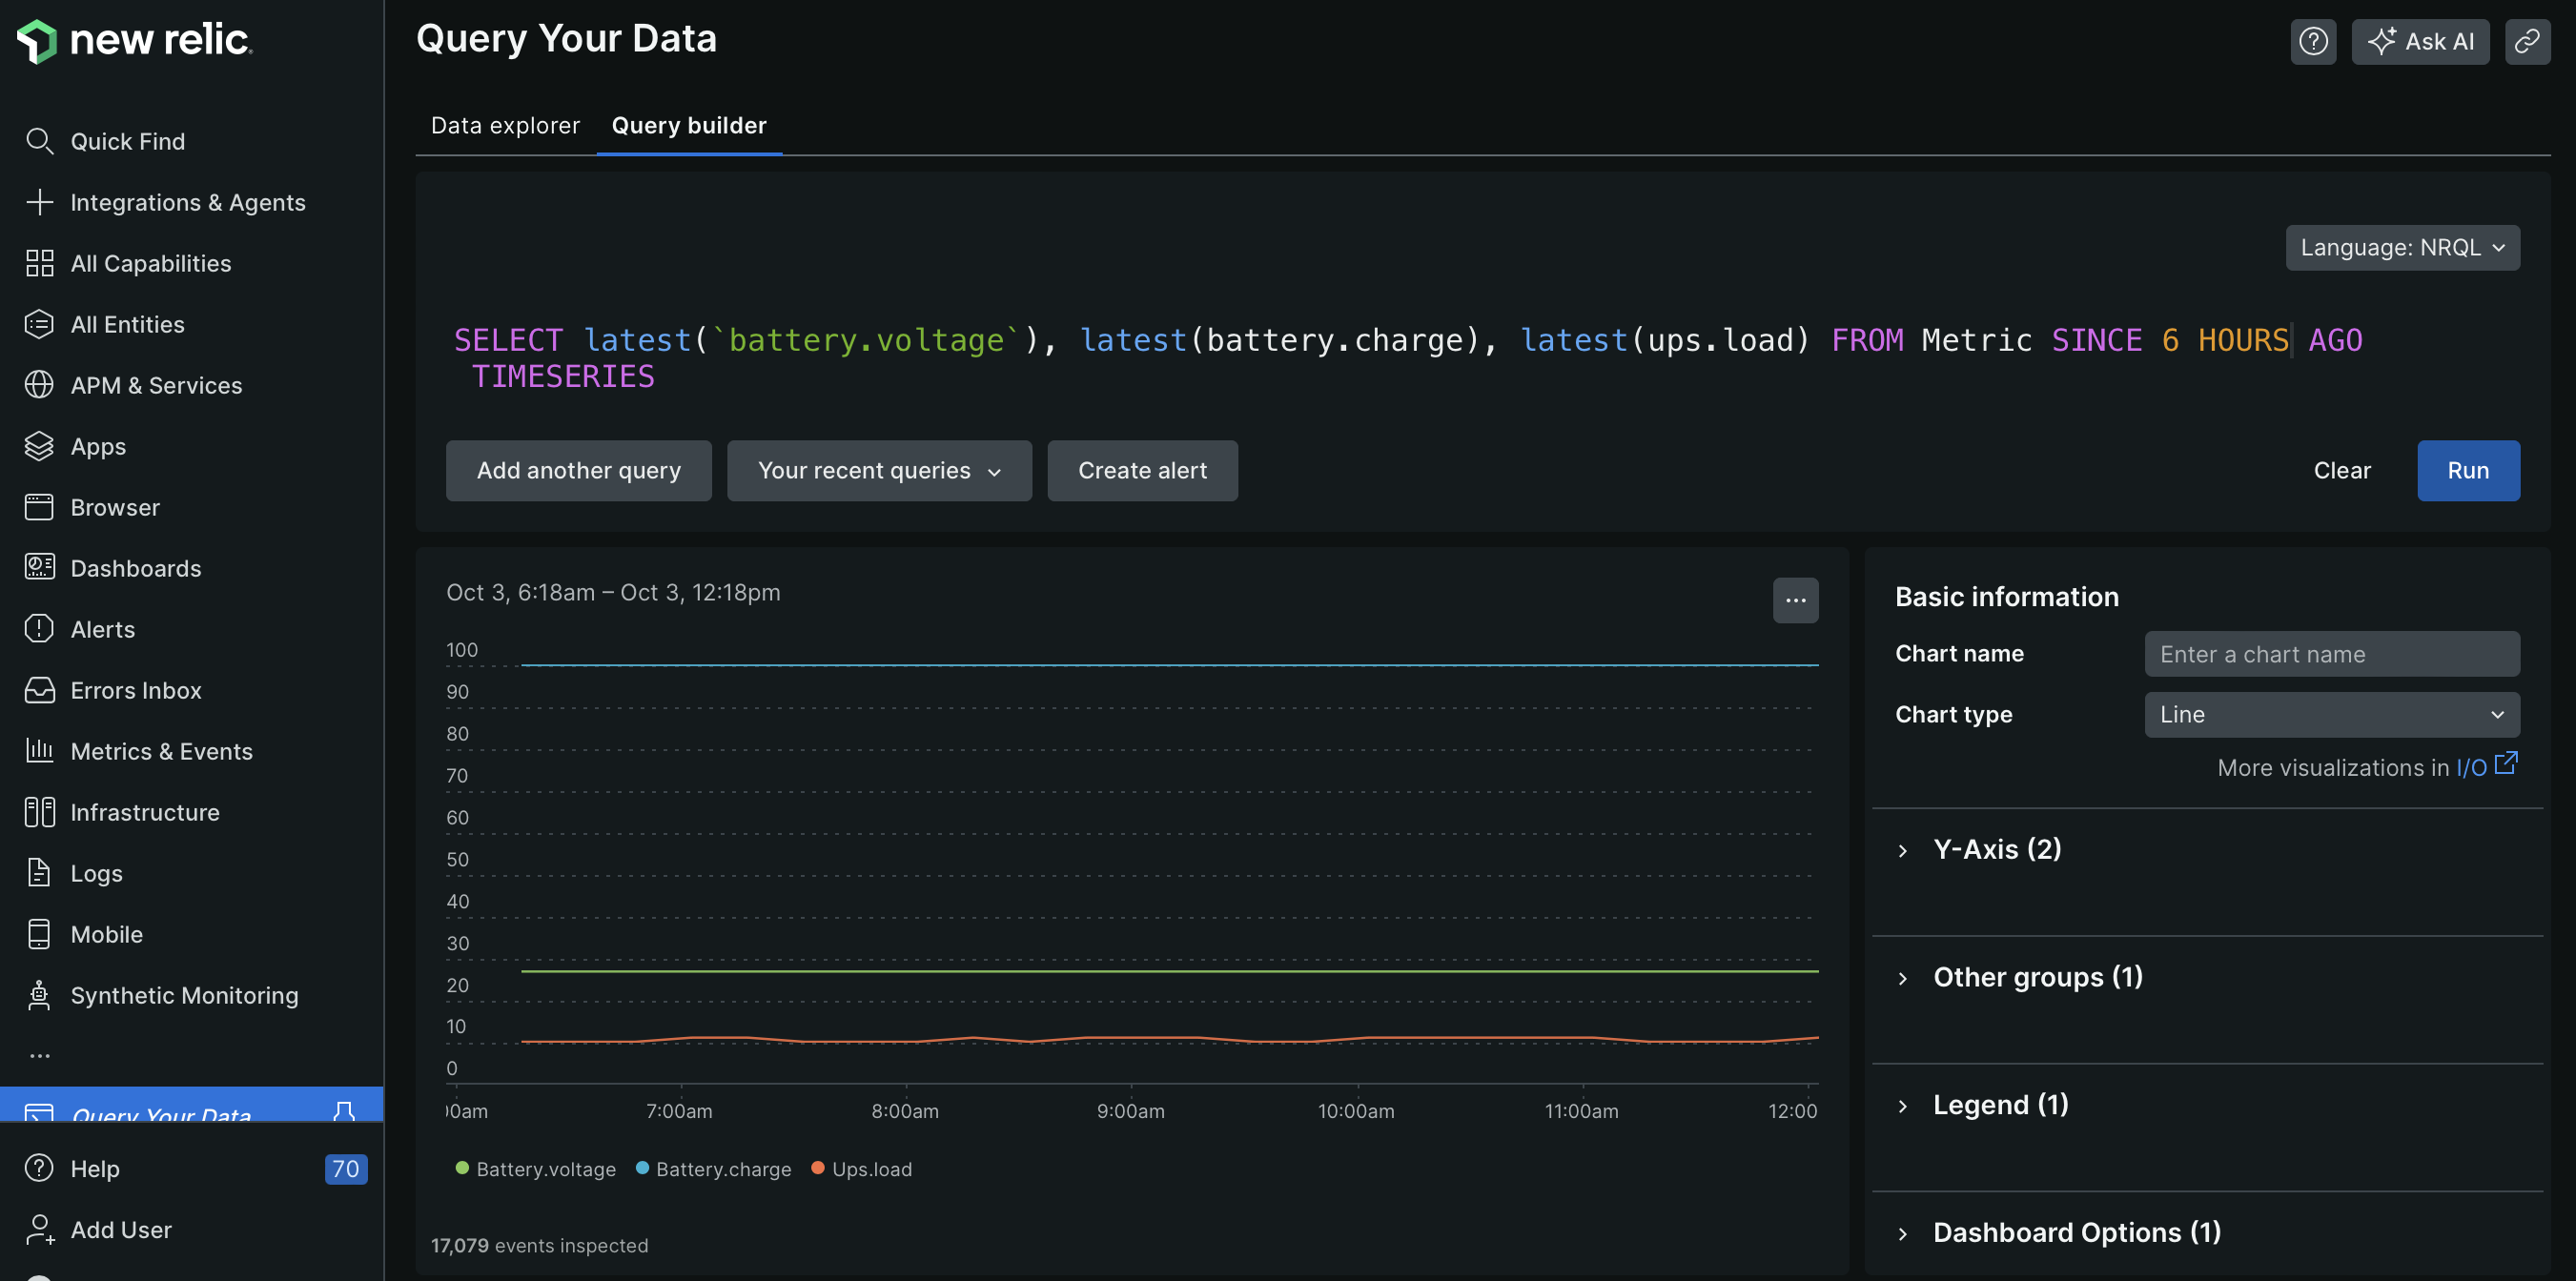 new relic.
Query Your Data
Ask AI
Quick Find
Integrations & Agents
All Capabilities
All Entities
APM & Services
Apps
Browser
Dashboards
Alerts
Errors Inbox
Metrics & Events
Infrastructure
Logs
Mobile
Synthetic Monitoring
...
Query Your Data
Help 70
Add User
Data explorer Query builder
Language: NRQL
SELECT latest(`battery.voltage`), latest(battery.charge), latest(ups.load) FROM Metric SINCE 6 HOURS AGO
TIMESERIES
Add another query Your recent queries Create alert Clear Run
Oct 3, 6:18am – Oct 3, 12:18pm
100
90
80
70
60
50
40
30
20
10
0
00am 7:00am 8:00am 9:00am 10:00am 11:00am 12:00
Battery.voltage Battery.charge Ups.load
17,079 events inspected
Basic information
Chart name Enter a chart name
Chart type Line
More visualizations in I/O
Y-Axis (2)
Other groups (1)
Legend (1)
Dashboard Options (1)